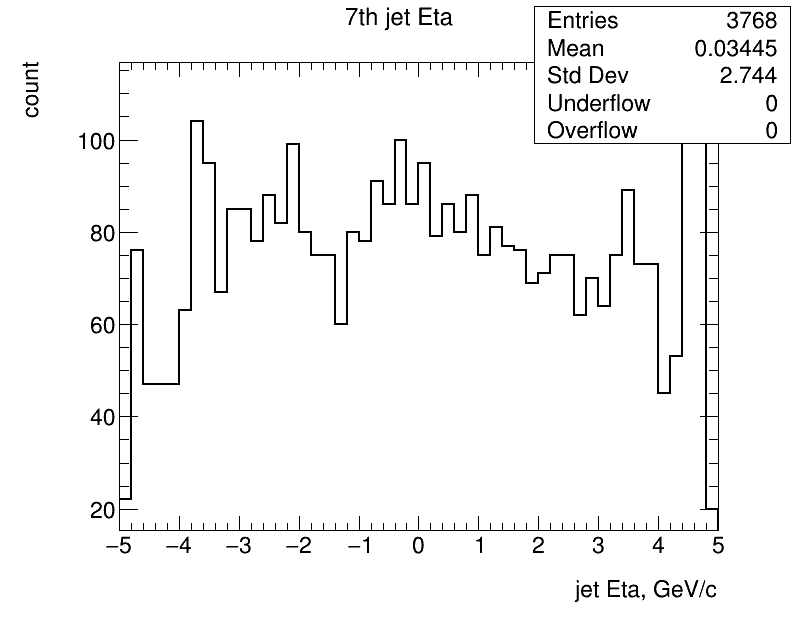 7th jet Eta
Entries 3768
Mean 0.03445
Std Dev 2.744
Underflow 0
Overflow 0
count
100
80
60
40
20
−5 −4 −3 −2 −1 0 1 2 3 4 5
jet Eta, GeV/c